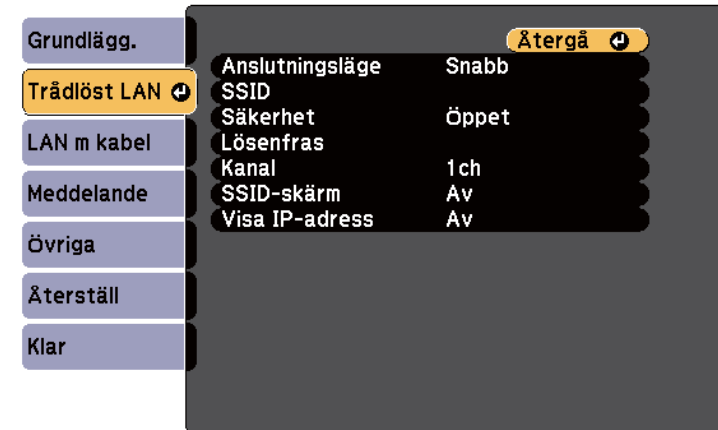 Grundlägg.
Trådlöst LAN
LAN m kabel
Meddelande
Övriga
Återställ
Klar
Återgå
Anslutningsläge Snabb
SSID
Säkerhet Öppet
Lösenfras
Kanal 1ch
SSID-skärm Av
Visa IP-adress Av